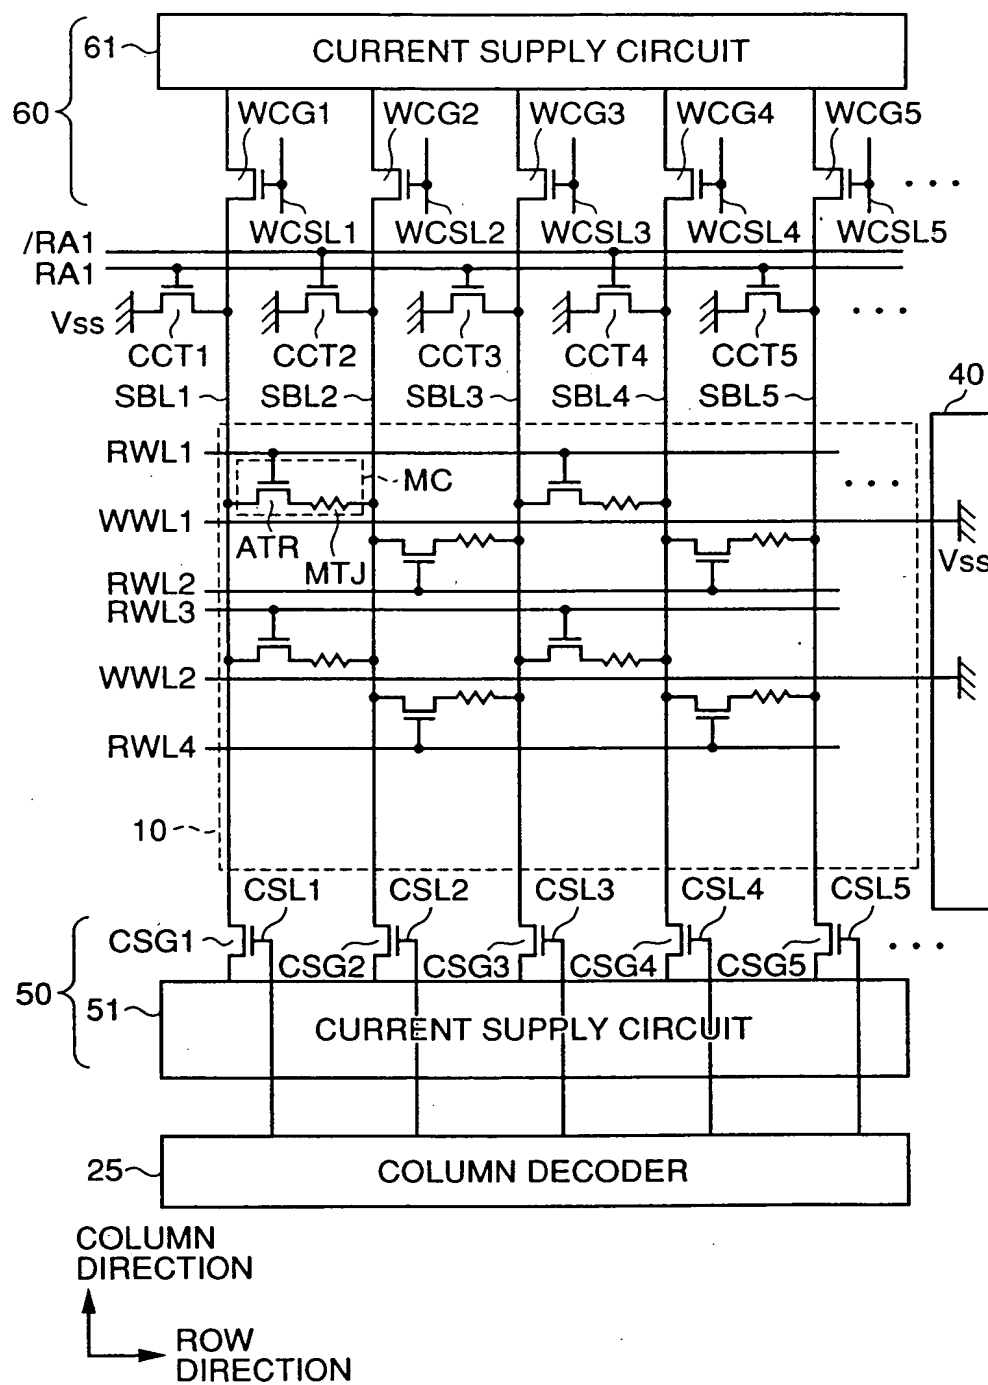 61
CURRENT SUPPLY CIRCUIT
60
WCG1 WCG2 WCG3 WCG4 WCG5
. . .
WCSL1 WCSL2 WCSL3 WCSL4 WCSL5
/RA1
RA1
Vss
. . .
CCT1 CCT2 CCT3 CCT4 CCT5
SBL1 SBL2 SBL3 SBL4 SBL5
40
RWL1
MC
. . .
WWL1
ATR
MTJ
Vss
RWL2
RWL3
WWL2
RWL4
10
CSL1 CSL2 CSL3 CSL4 CSL5
CSG1 CSG2 CSG3 CSG4 CSG5
. . .
50
51
CURRENT SUPPLY CIRCUIT
25
COLUMN DECODER
COLUMN
DIRECTION
ROW
DIRECTION